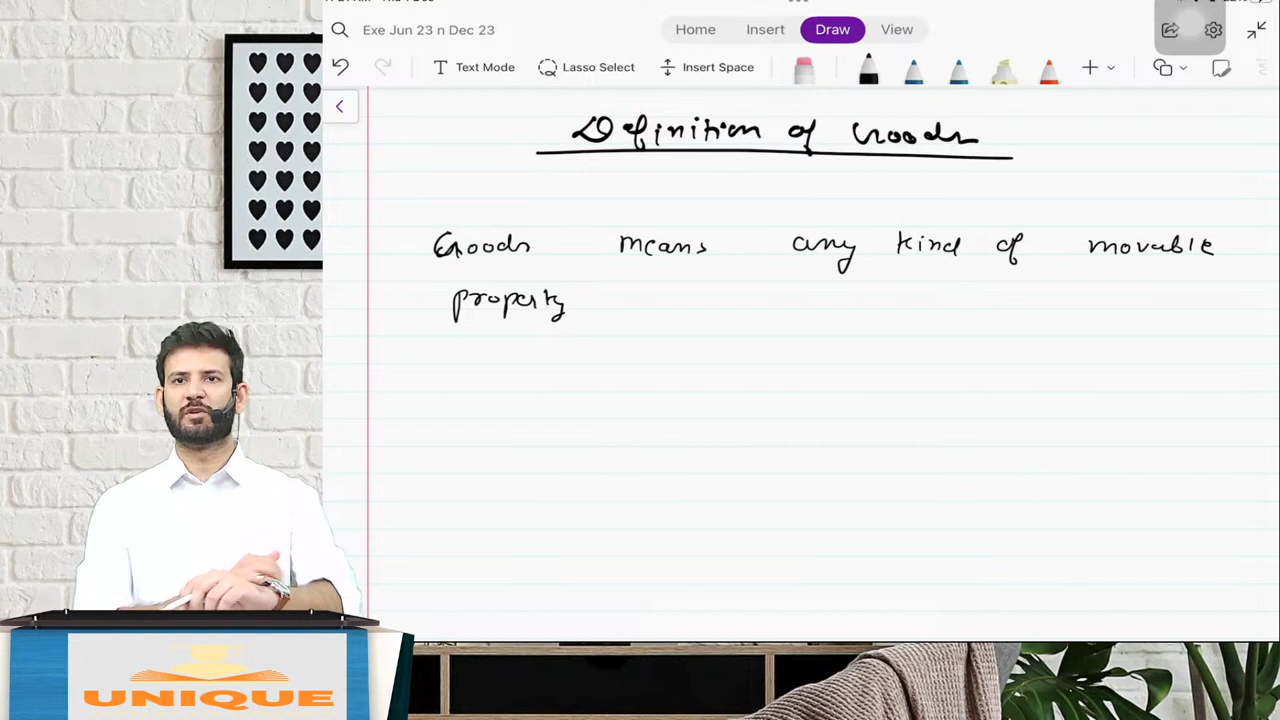 Exe Jun 23 n Dec 23
Home
Insert
Draw
View
Text Mode
Lasso Select
Insert Space
Definition of Goods
Goods means any kind of movable
property
UNIQUE